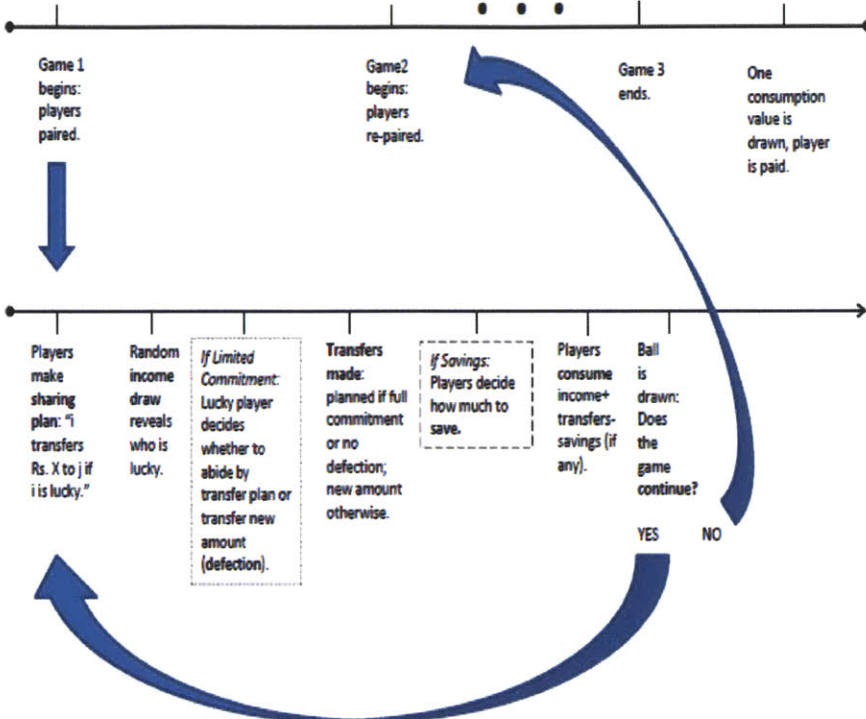 Game 1
begins:
players
paired.
Game2
begins:
players
re-paired.
Game 3
ends.
One
consumption
value is
drawn, player
is paid.
Players
make
sharing
plan: “i
transfers
Rs. X to j if
i is lucky.”
Random
income
draw
reveals
who is
lucky.
If Limited
Commitment:
Lucky player
decides
whether to
abide by
transfer plan or
transfer new
amount
(defection).
Transfers
made:
planned if full
commitment
or no
defection;
new amount
otherwise.
If Savings:
Players decide
how much to
save.
Players
consume
income+
transfers-
savings (if
any).
Ball
is
drawn:
Does
the
game
continue?
YES NO